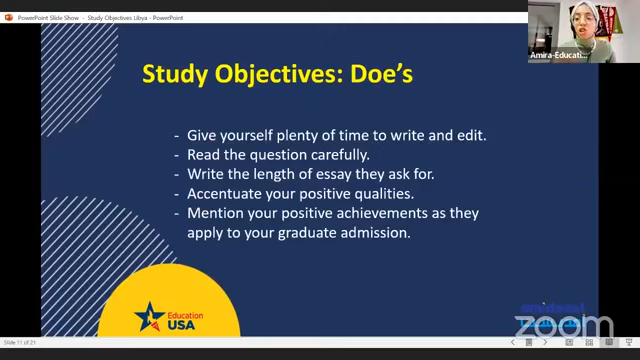 PowerPoint Slide Show - Study Objectives Libya - PowerPoint
Amira-Educati...
Study Objectives: Doe's
- Give yourself plenty of time to write and edit.
- Read the question carefully.
- Write the length of essay they ask for.
- Accentuate your positive qualities.
- Mention your positive achievements as they
apply to your graduate admission.
Education
USA
zoom
Slide 11 of 21